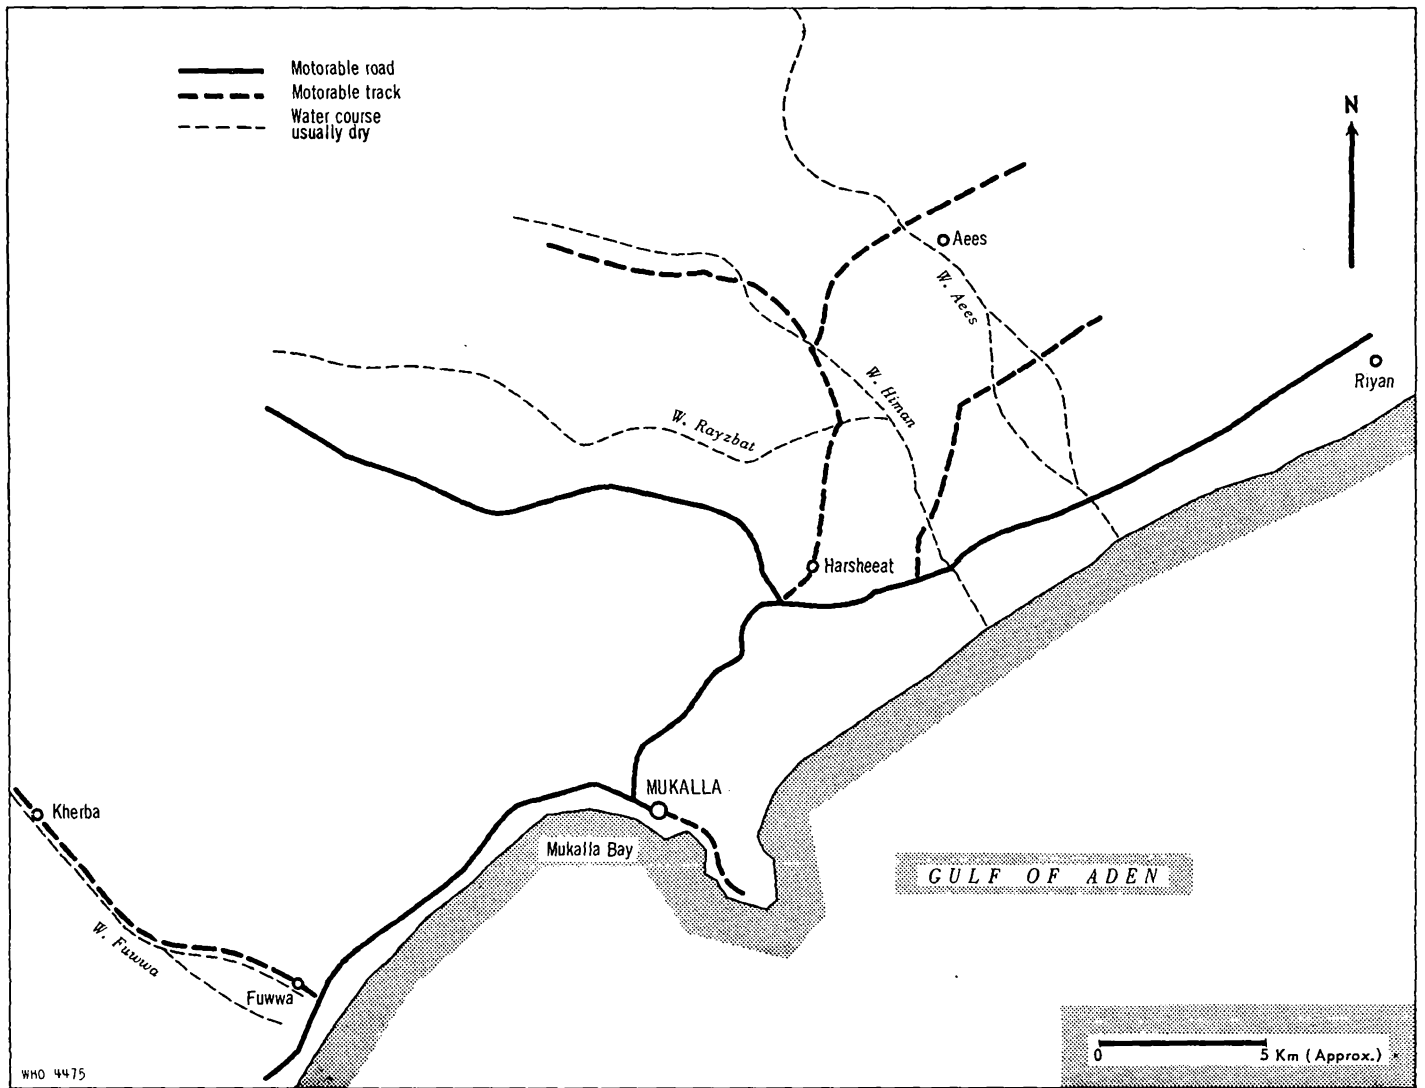 Motorable road
Motorable track
Water course
usually dry
N
Aees
W. Aees
Riyan
W. Himan
W. Rayzbat
Harsheeat
MUKALLA
Kherba
Mukalla Bay
GULF OF ADEN
W. Fuwwa
Fuwwa
0 5 Km (Approx.)
WHO 4475